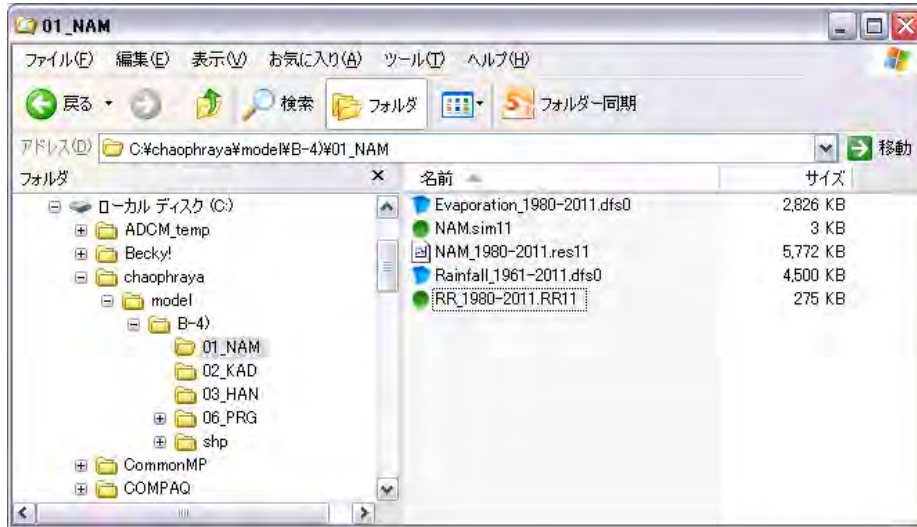 01_NAM
ファイル(F) 編集(E) 表示(V) お気に入り(A) ツール(T) ヘルプ(H)
戻る 検索 フォルダ フォルダー同期
アドレス(D) C:¥chaophraya¥model¥B-4)¥01_NAM 移動
フォルダ × 名前 サイズ
ローカル ディスク (C:)
ADCM_temp
Becky!
chaophraya
model
B-4)
01_NAM
02_KAD
03_HAN
06_PRG
shp
CommonMP
COMPAQ
Evaporation_1980-2011.dfs0 2,826 KB
NAM.sim11 3 KB
NAM_1980-2011.res11 5,772 KB
Rainfall_1961-2011.dfs0 4,500 KB
RR_1980-2011.RR11 275 KB